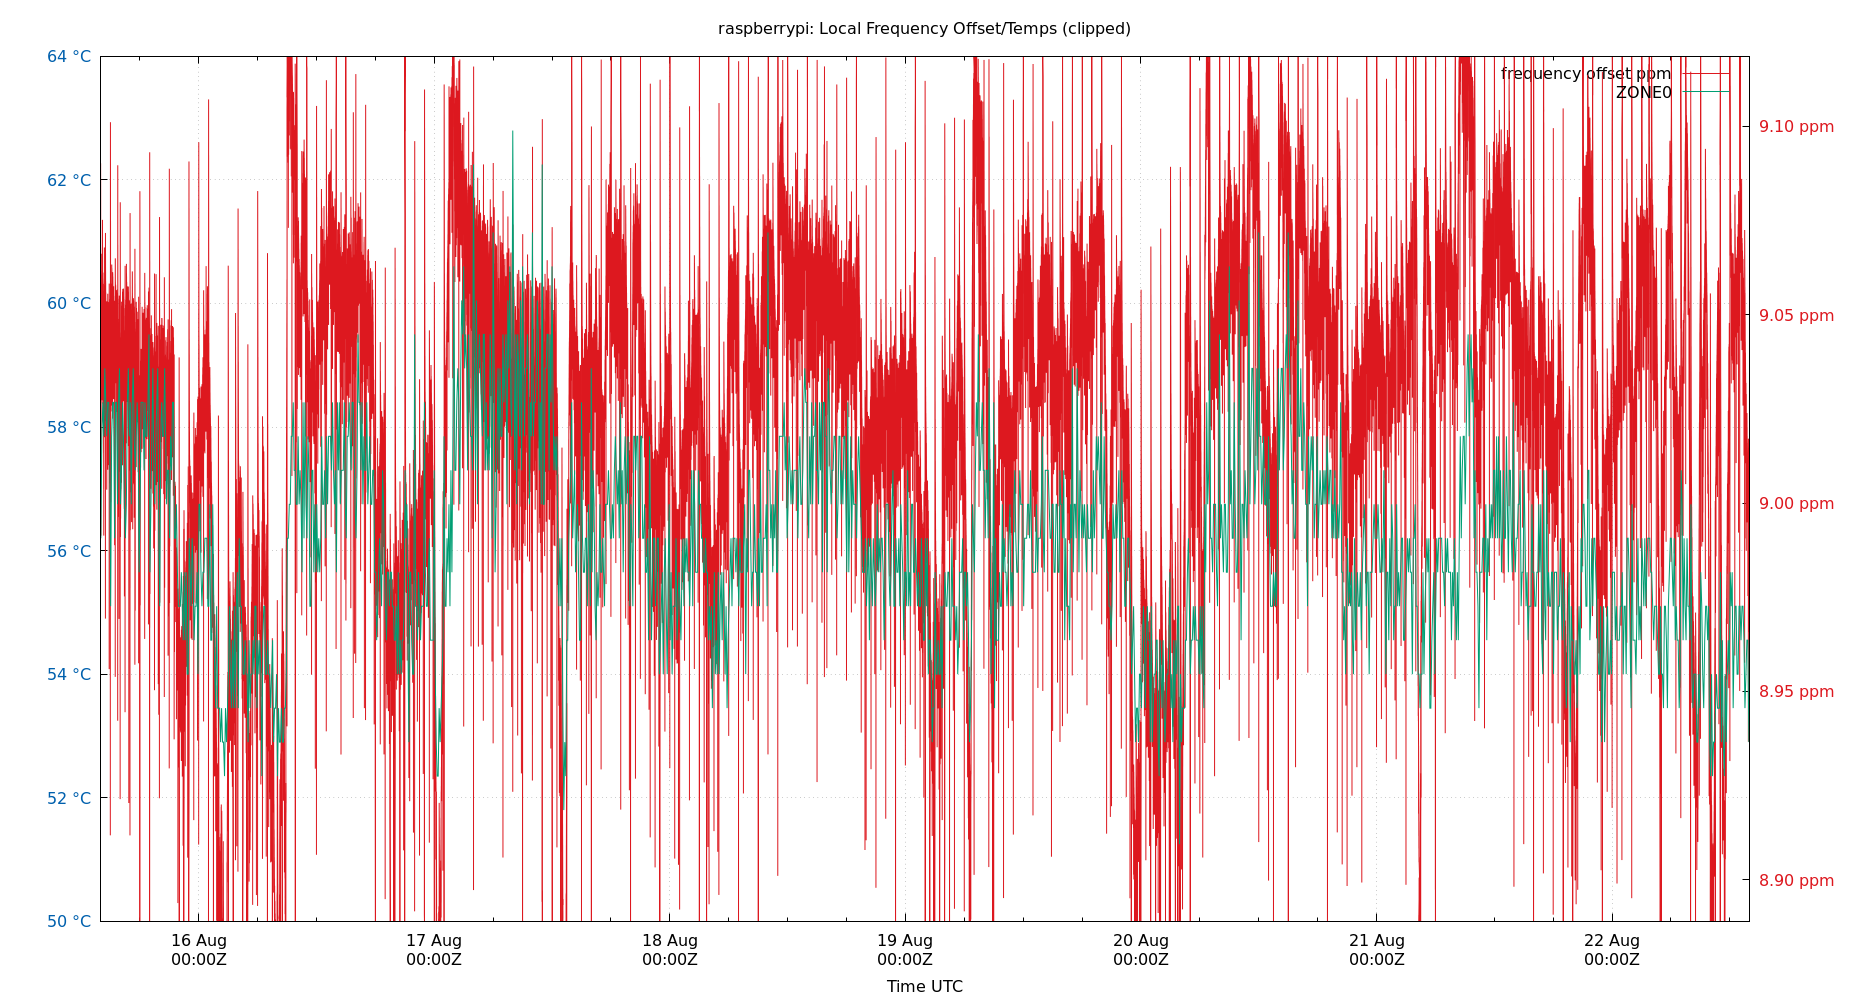 raspberrypi: Local Frequency Offset/Temps (clipped)
64 °C
62 °C
60 °C
58 °C
56 °C
54 °C
52 °C
50 °C
frequency offset ppm
ZONE0
9.10 ppm
9.05 ppm
9.00 ppm
8.95 ppm
8.90 ppm
16 Aug
00:00Z
17 Aug
00:00Z
18 Aug
00:00Z
19 Aug
00:00Z
20 Aug
00:00Z
21 Aug
00:00Z
22 Aug
00:00Z
Time UTC